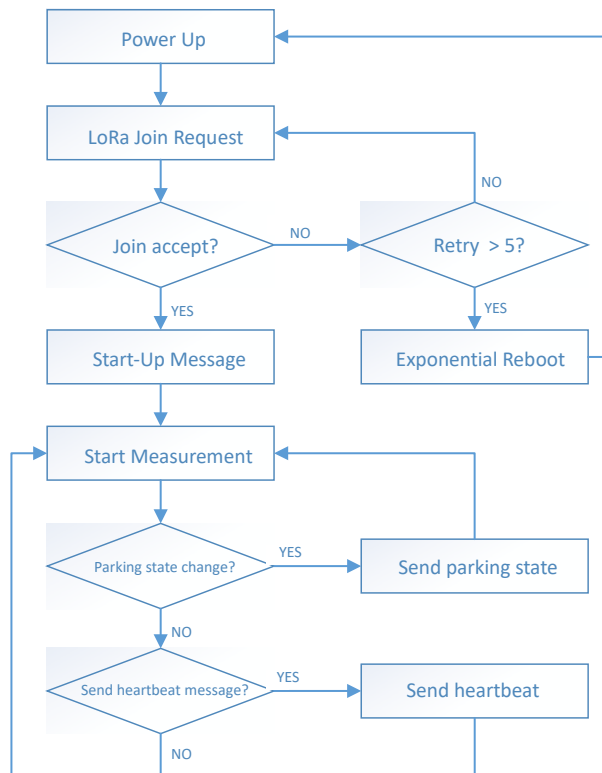 Power Up
LoRa Join Request
NO
Join accept?
NO
Retry > 5?
YES
YES
Start-Up Message
Exponential Reboot
Start Measurement
Parking state change?
YES
Send parking state
NO
Send heartbeat message?
YES
Send heartbeat
NO